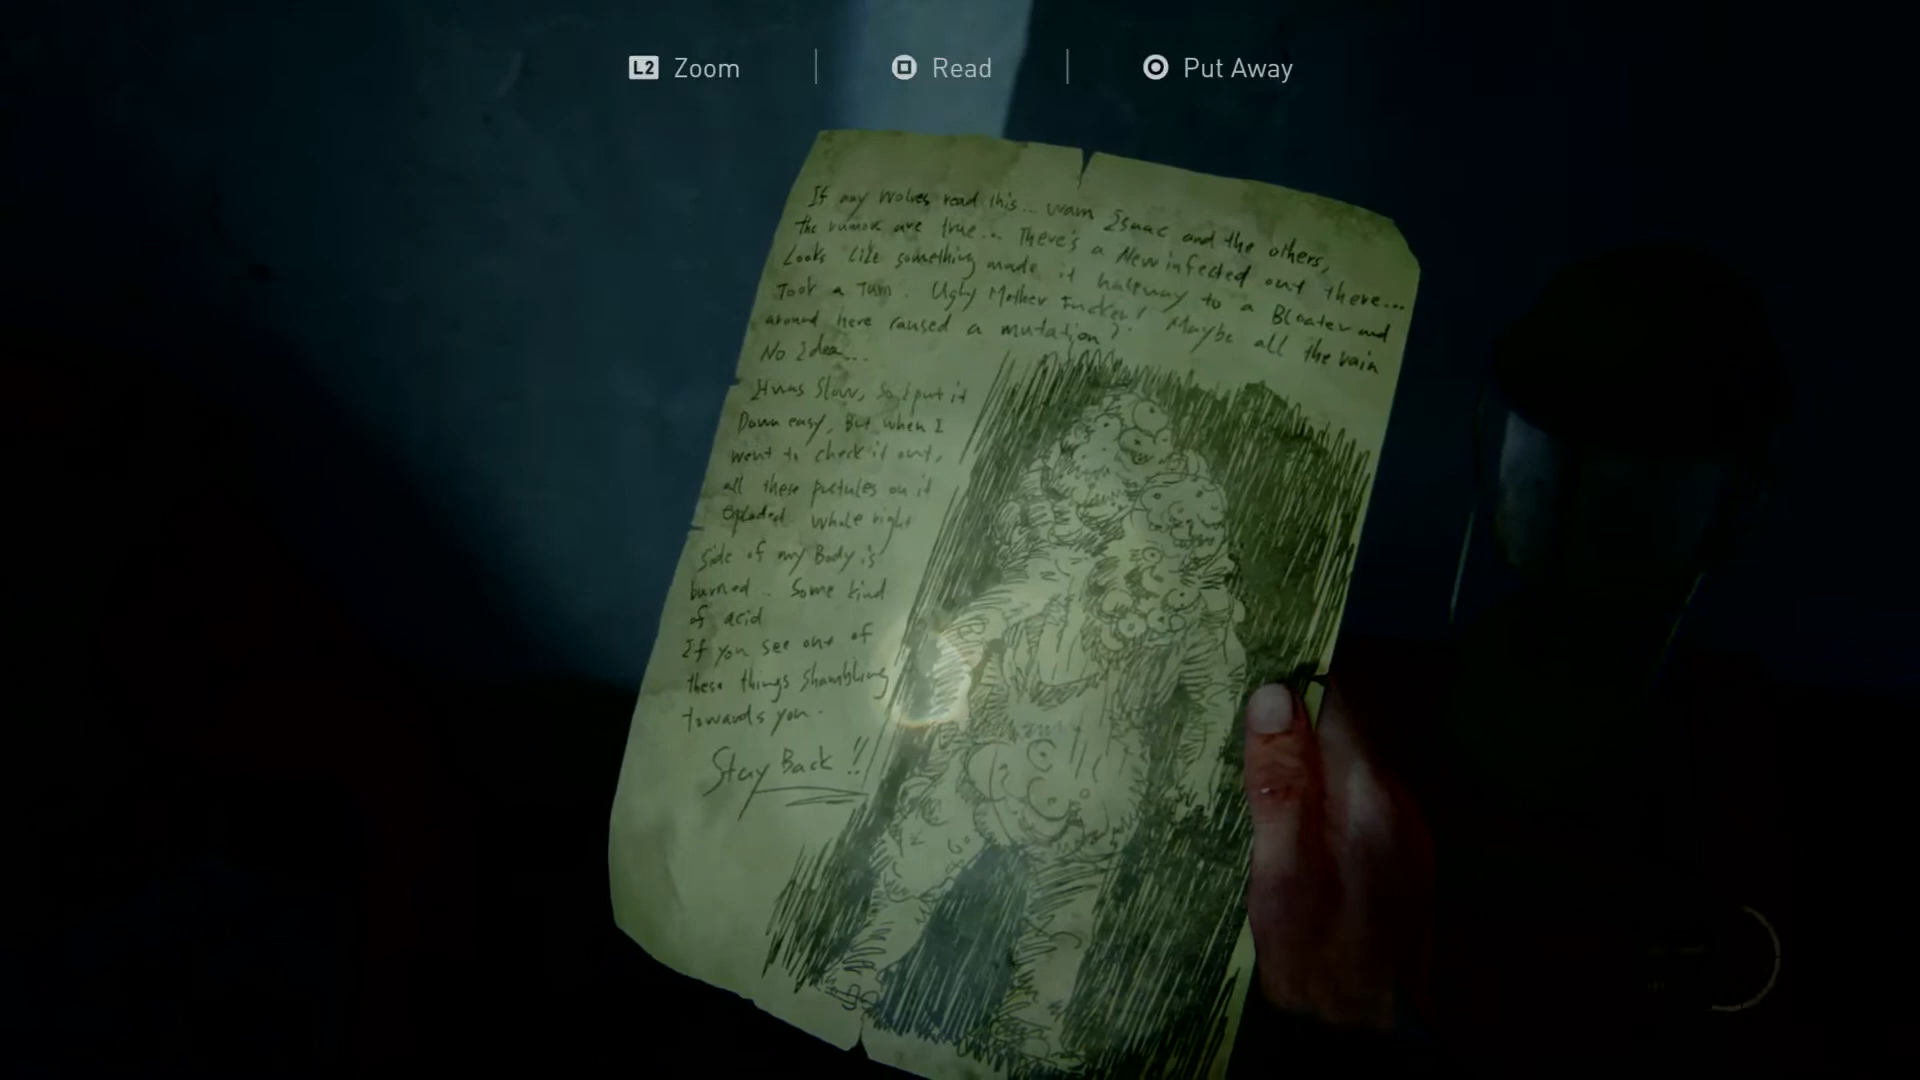 L2 Zoom | Read | Put Away
If any Wolves read this... warn Isaac and the others,
the rumors are true... There's a New infected out there...
Looks like something made it halfway to a Bloater and
Took a Turn. Ugly Mother Fucker! Maybe all the rain
around here caused a mutation?
No Idea...
It was Slow, So I put it
Down easy, But when I
went to check it out,
all these pustules on it
Exploded. Whole right
Side of my Body is
burned.. Some kind
of acid
If you see one of
these things Shambling
towards you.
Stay Back!!